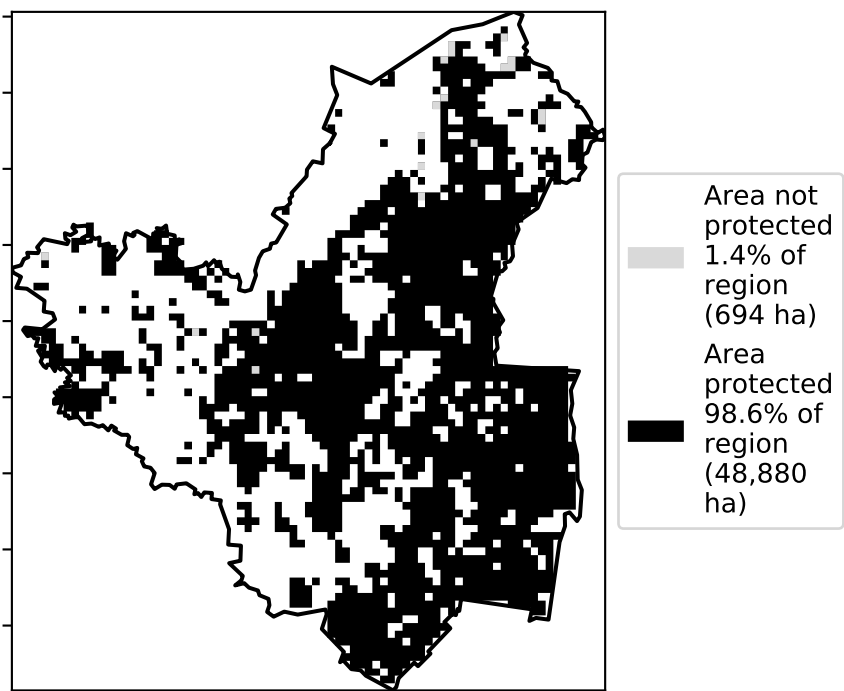 Area not
protected
1.4% of
region
(694 ha)
Area
protected
98.6% of
region
(48,880
ha)